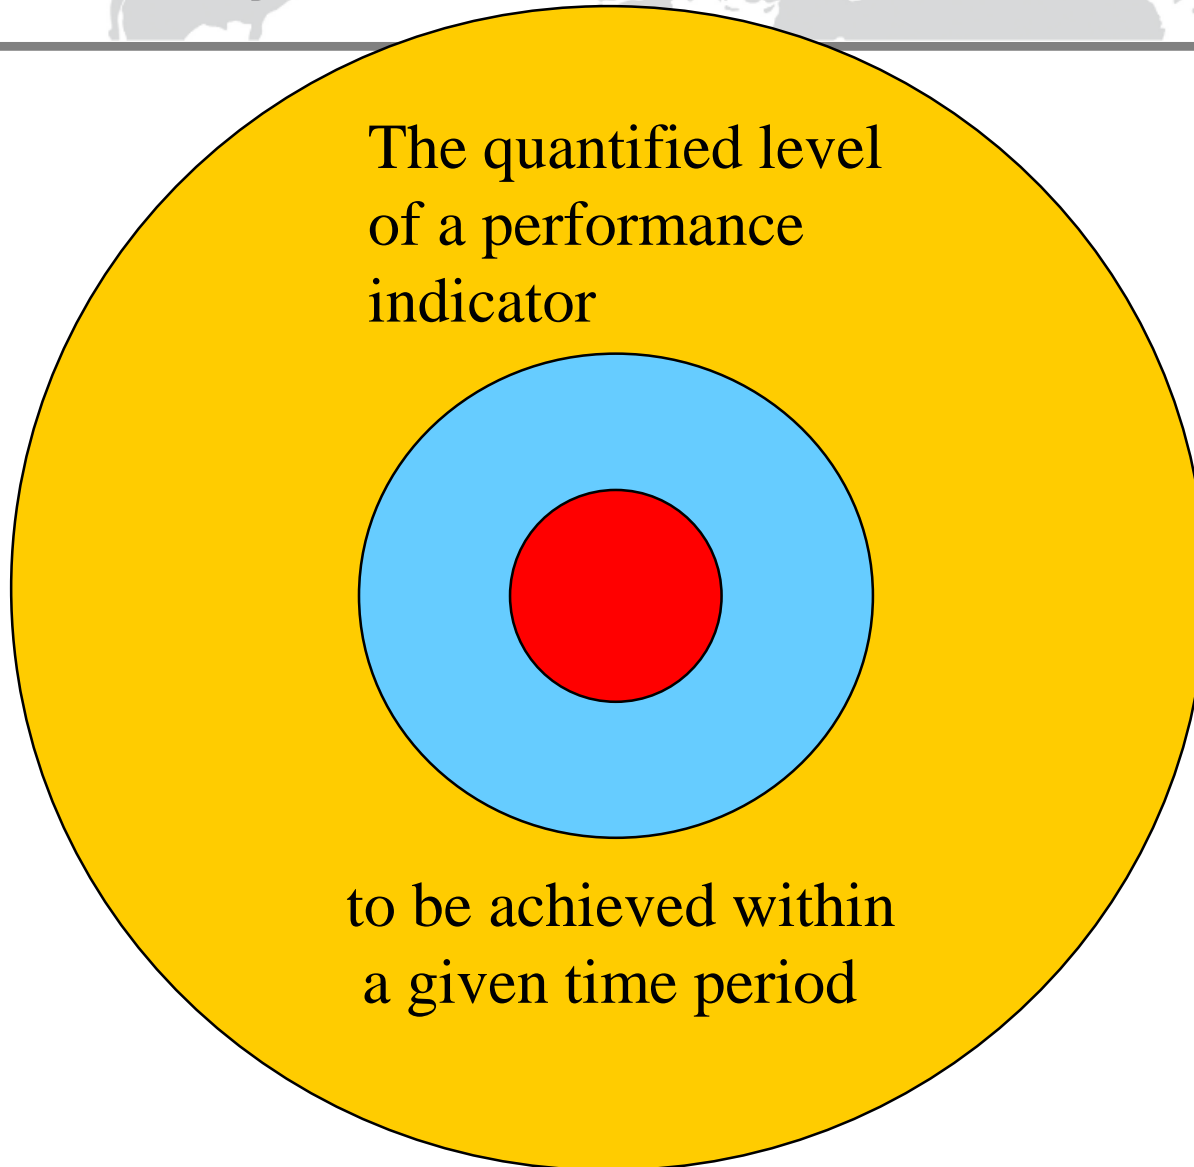 The quantified level
of a performance
indicator
to be achieved within
a given time period